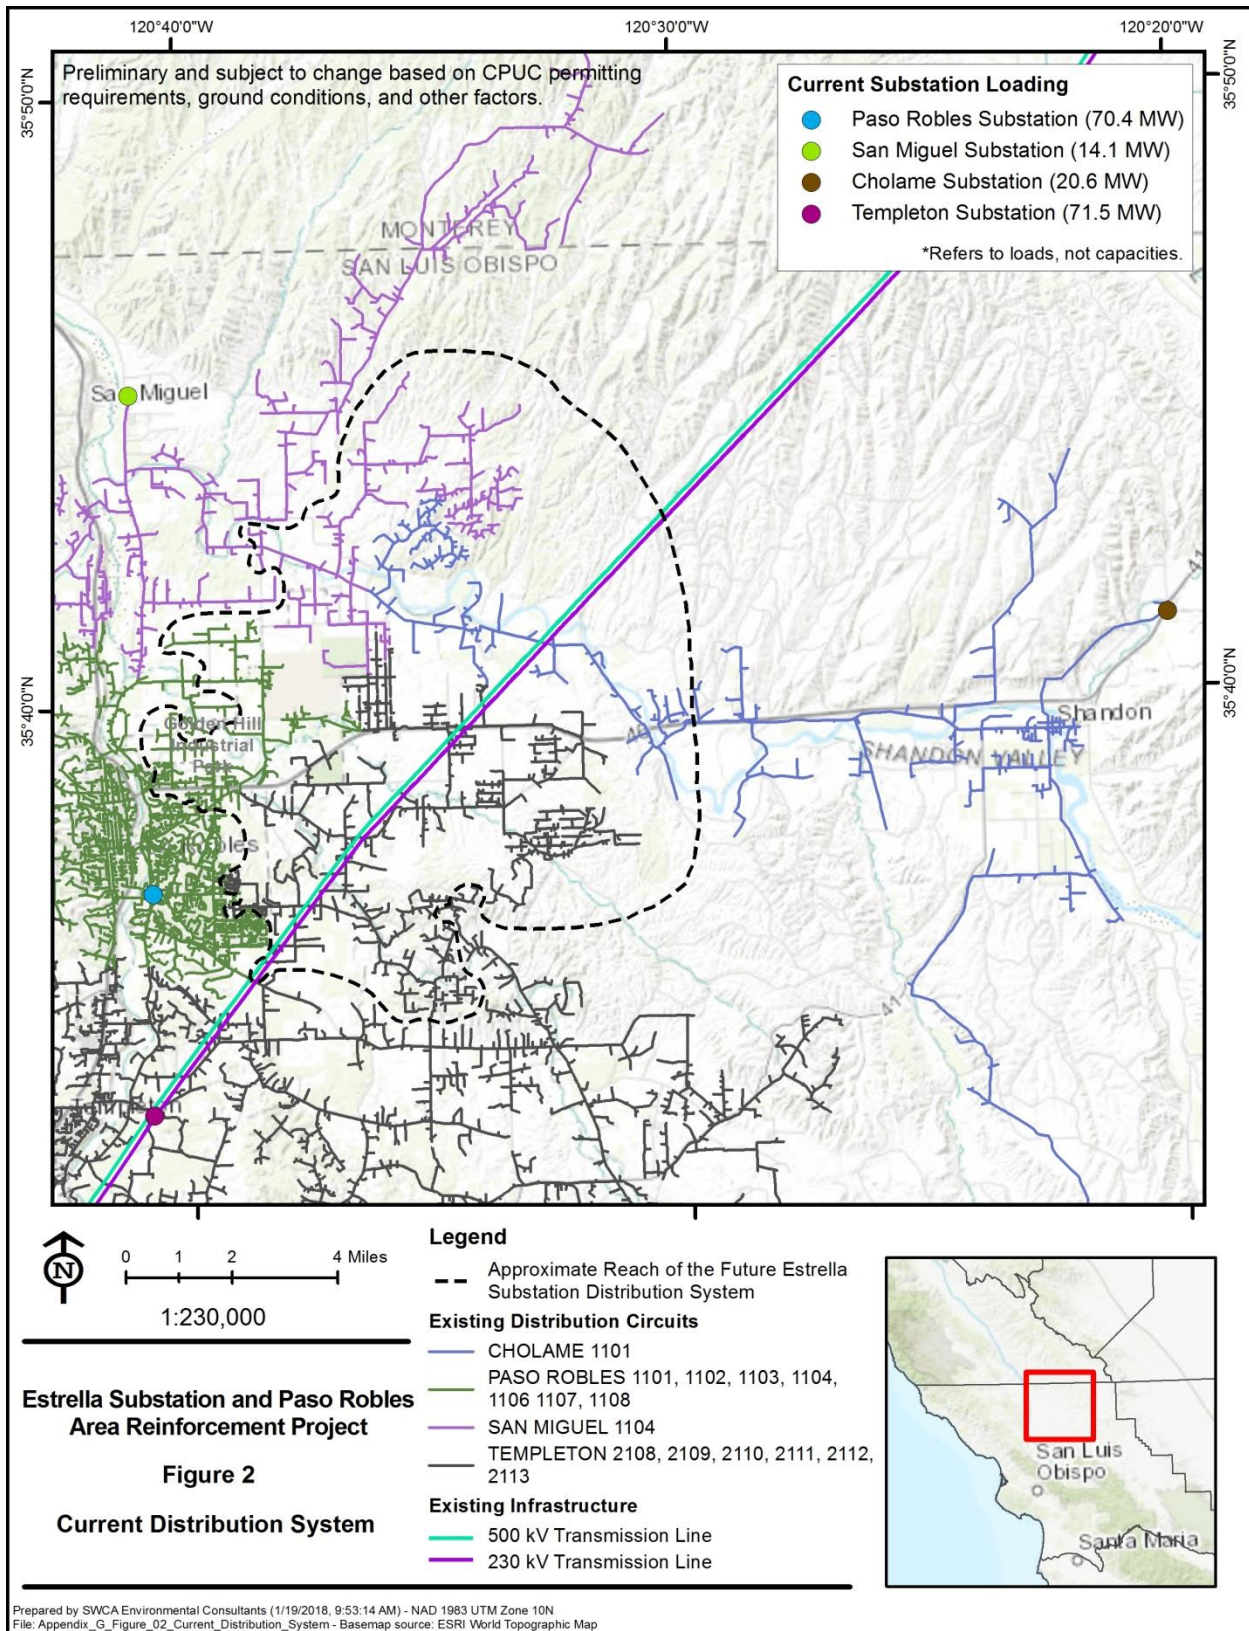 120°40'0"W
120°30'0"W
120°20'0"W
35°50'0"N
35°50'0"N
Preliminary and subject to change based on CPUC permitting
requirements, ground conditions, and other factors.
Current Substation Loading
Paso Robles Substation (70.4 MW)
San Miguel Substation (14.1 MW)
Cholame Substation (20.6 MW)
Templeton Substation (71.5 MW)
*Refers to loads, not capacities.
MONTEREY
SAN LUIS OBISPO
Miguel
41
35°40'0"N
35°40'0"N
Shandon
Golden Hill
Industrial
Park
46
SHANDON VALLEY
41
0 1 2 4 Miles
N
1:230,000
Estrella Substation and Paso Robles
Area Reinforcement Project
Figure 2
Current Distribution System
Legend
Approximate Reach of the Future Estrella
Substation Distribution System
Existing Distribution Circuits
CHOLAME 1101
PASO ROBLES 1101, 1102, 1103, 1104,
1106 1107, 1108
SAN MIGUEL 1104
TEMPLETON 2108, 2109, 2110, 2111, 2112,
2113
Existing Infrastructure
500 kV Transmission Line
230 kV Transmission Line
San Luis
Obispo
Santa Maria
Prepared by SWCA Environmental Consultants (1/19/2018, 9:53:14 AM) - NAD 1983 UTM Zone 10N
File: Appendix_G_Figure_02_Current_Distribution_System - Basemap source: ESRI World Topographic Map